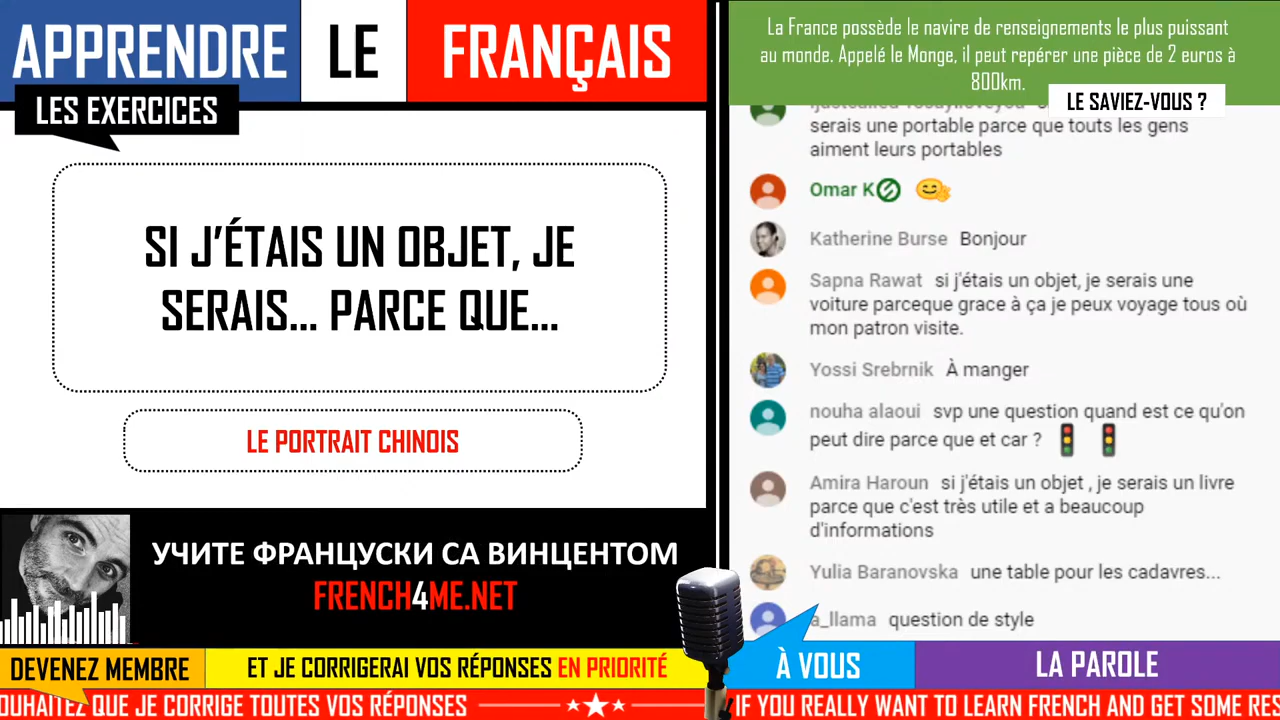 APPRENDRE LE FRANÇAIS
LES EXERCICES
SI J'ÉTAIS UN OBJET, JE
SERAIS... PARCE QUE...
LE PORTRAIT CHINOIS
УЧИТЕ ФРАНЦУСКИ СА ВИНЦЕНТОМ
FRENCH4ME.NET
DEVENEZ MEMBRE
ET JE CORRIGERAI VOS RÉPONSES EN PRIORITÉ
La France possède le navire de renseignements le plus puissant
au monde. Appelé le Monge, il peut repérer une pièce de 2 euros à
800km.
LE SAVIEZ-VOUS ?
serais une portable parce que touts les gens
aiment leurs portables
Omar K
Katherine Burse Bonjour
Sapna Rawat si j'étais un objet, je serais une
voiture parceque grace à ça je peux voyage tous où
mon patron visite.
Yossi Srebrnik À manger
nouha alaoui svp une question quand est ce qu'on
peut dire parce que et car ?
Amira Haroun si j'étais un objet , je serais un livre
parce que c'est très utile et a beaucoup
d'informations
Yulia Baranovska une table pour les cadavres...
a_llama question de style
À VOUS
LA PAROLE
OUHAITEZ QUE JE CORRIGE TOUTES VOS RÉPONSES
IF YOU REALLY WANT TO LEARN FRENCH AND GET SOME RES